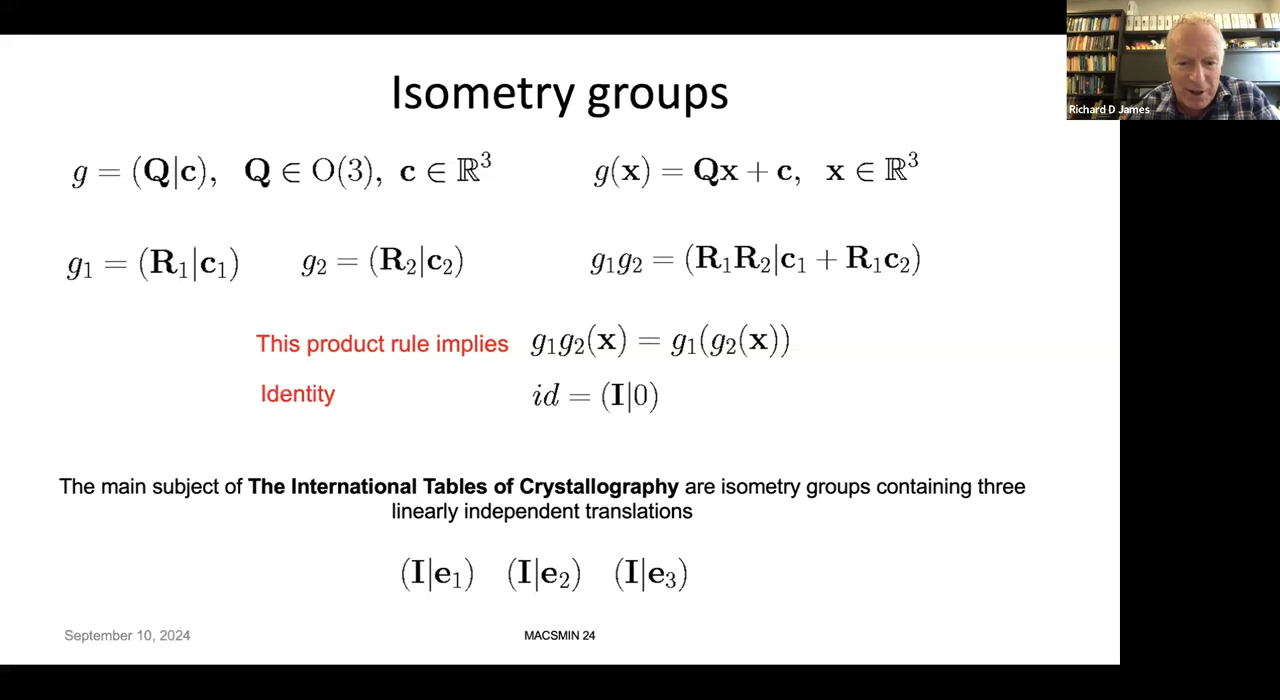 Isometry groups
g = (Q|c), Q ∈ O(3), c ∈ ℝ³ g(x) = Qx + c, x ∈ ℝ³
g₁ = (R₁|c₁) g₂ = (R₂|c₂) g₁g₂ = (R₁R₂|c₁ + R₁c₂)
This product rule implies g₁g₂(x) = g₁(g₂(x))
Identity id = (I|0)
The main subject of The International Tables of Crystallography are isometry groups containing three
linearly independent translations
(I|e₁) (I|e₂) (I|e₃)
September 10, 2024 MACSMIN 24
Richard D James